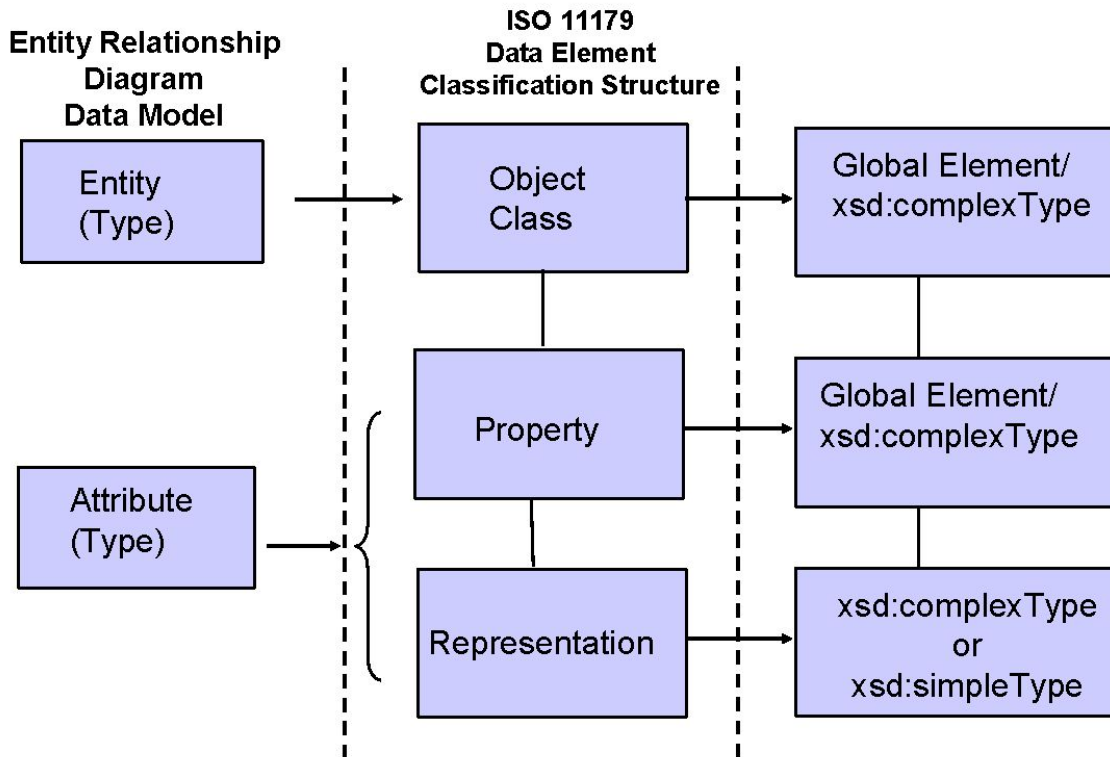 Entity Relationship
Diagram
Data Model
ISO 11179
Data Element
Classification Structure
Entity
(Type)
Object
Class
Global Element/
xsd:complexType
Property
Global Element/
xsd:complexType
Attribute
(Type)
Representation
xsd:complexType
or
xsd:simpleType